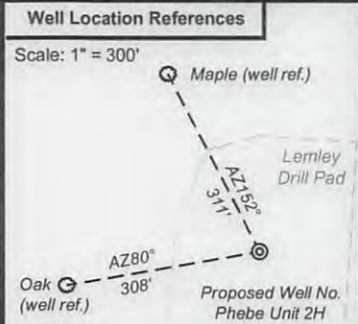 Well Location References
Scale: 1" = 300'
Maple (well ref.)
Lemley
Drill Pad
AZ152°
311'
AZ80°
308'
Oak
(well ref.)
Proposed Well No.
Phebe Unit 2H